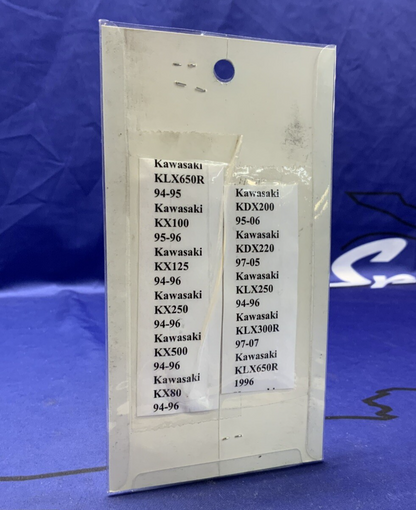 Kawasaki
KLX650R
94-95
Kawasaki
KX100
95-96
Kawasaki
KX125
94-96
Kawasaki
KX250
94-96
Kawasaki
KX500
94-96
Kawasaki
KX80
94-96
Kawasaki
KDX200
95-06
Kawasaki
KDX220
97-05
Kawasaki
KLX250
94-96
Kawasaki
KLX300R
97-07
Kawasaki
KLX650R
1996